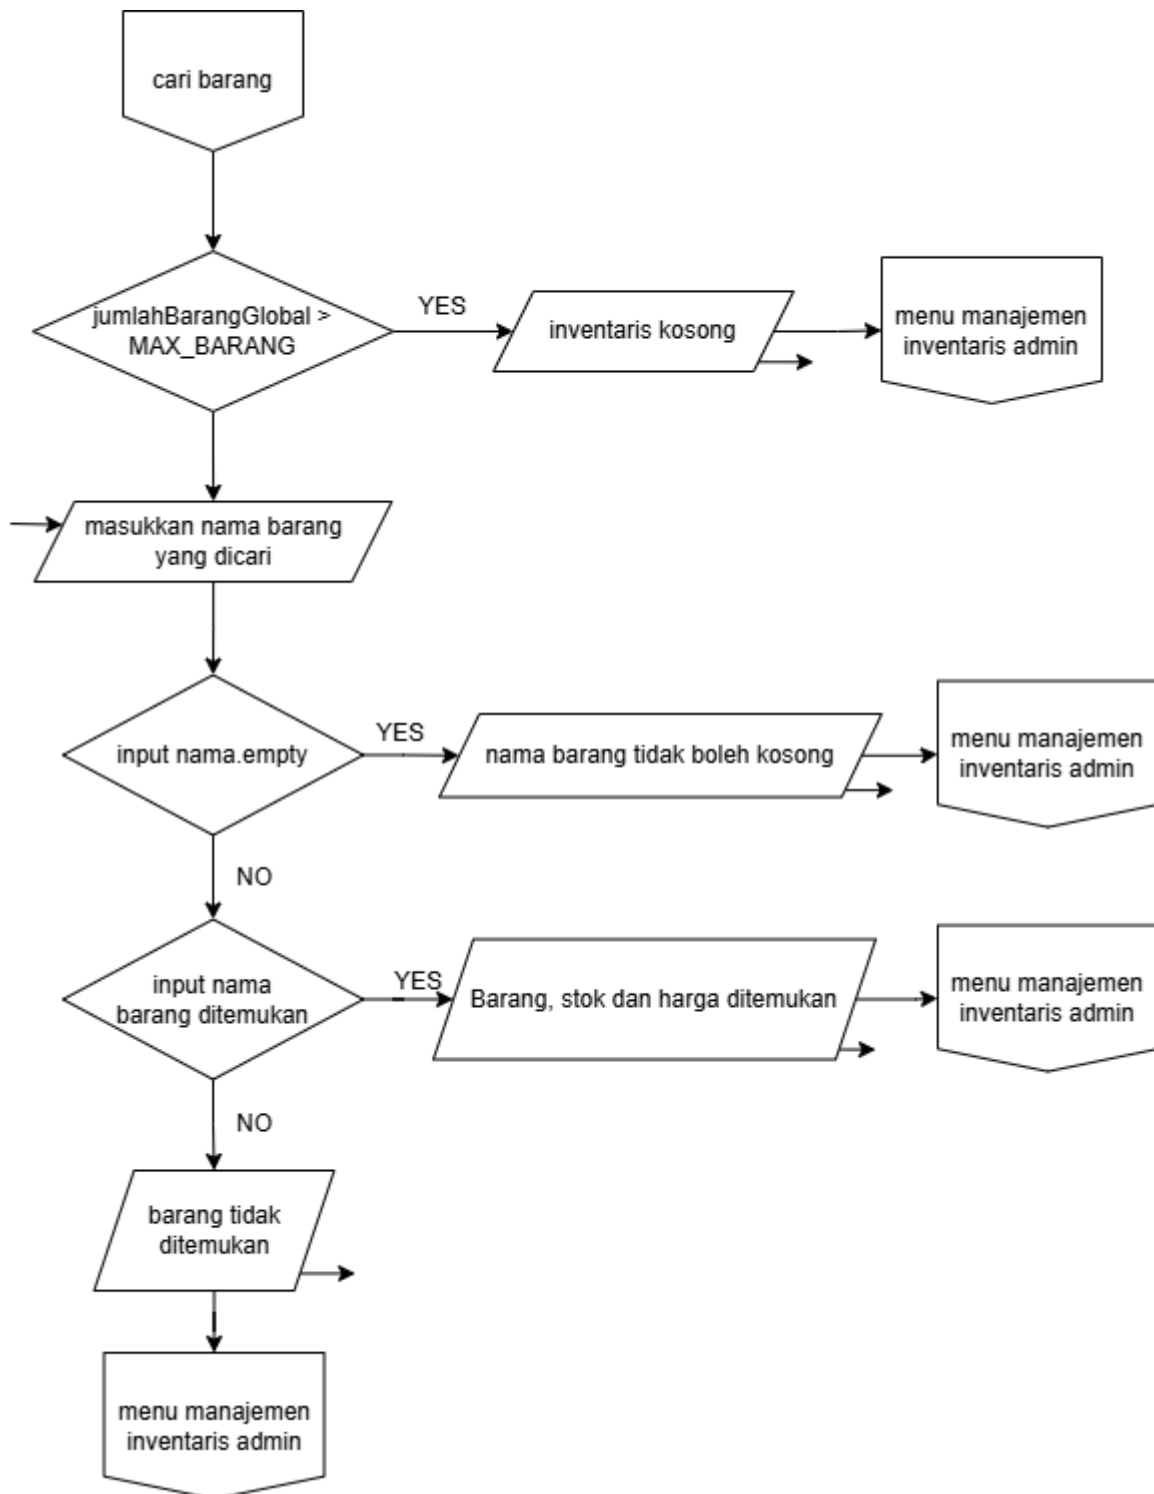 cari barang
jumlahBarangGlobal >
MAX_BARANG
YES
inventaris kosong
menu manajemen
inventaris admin
masukkan nama barang
yang dicari
input nama.empty
YES
nama barang tidak boleh kosong
menu manajemen
inventaris admin
NO
input nama
barang ditemukan
YES
Barang, stok dan harga ditemukan
menu manajemen
inventaris admin
NO
barang tidak
ditemukan
menu manajemen
inventaris admin